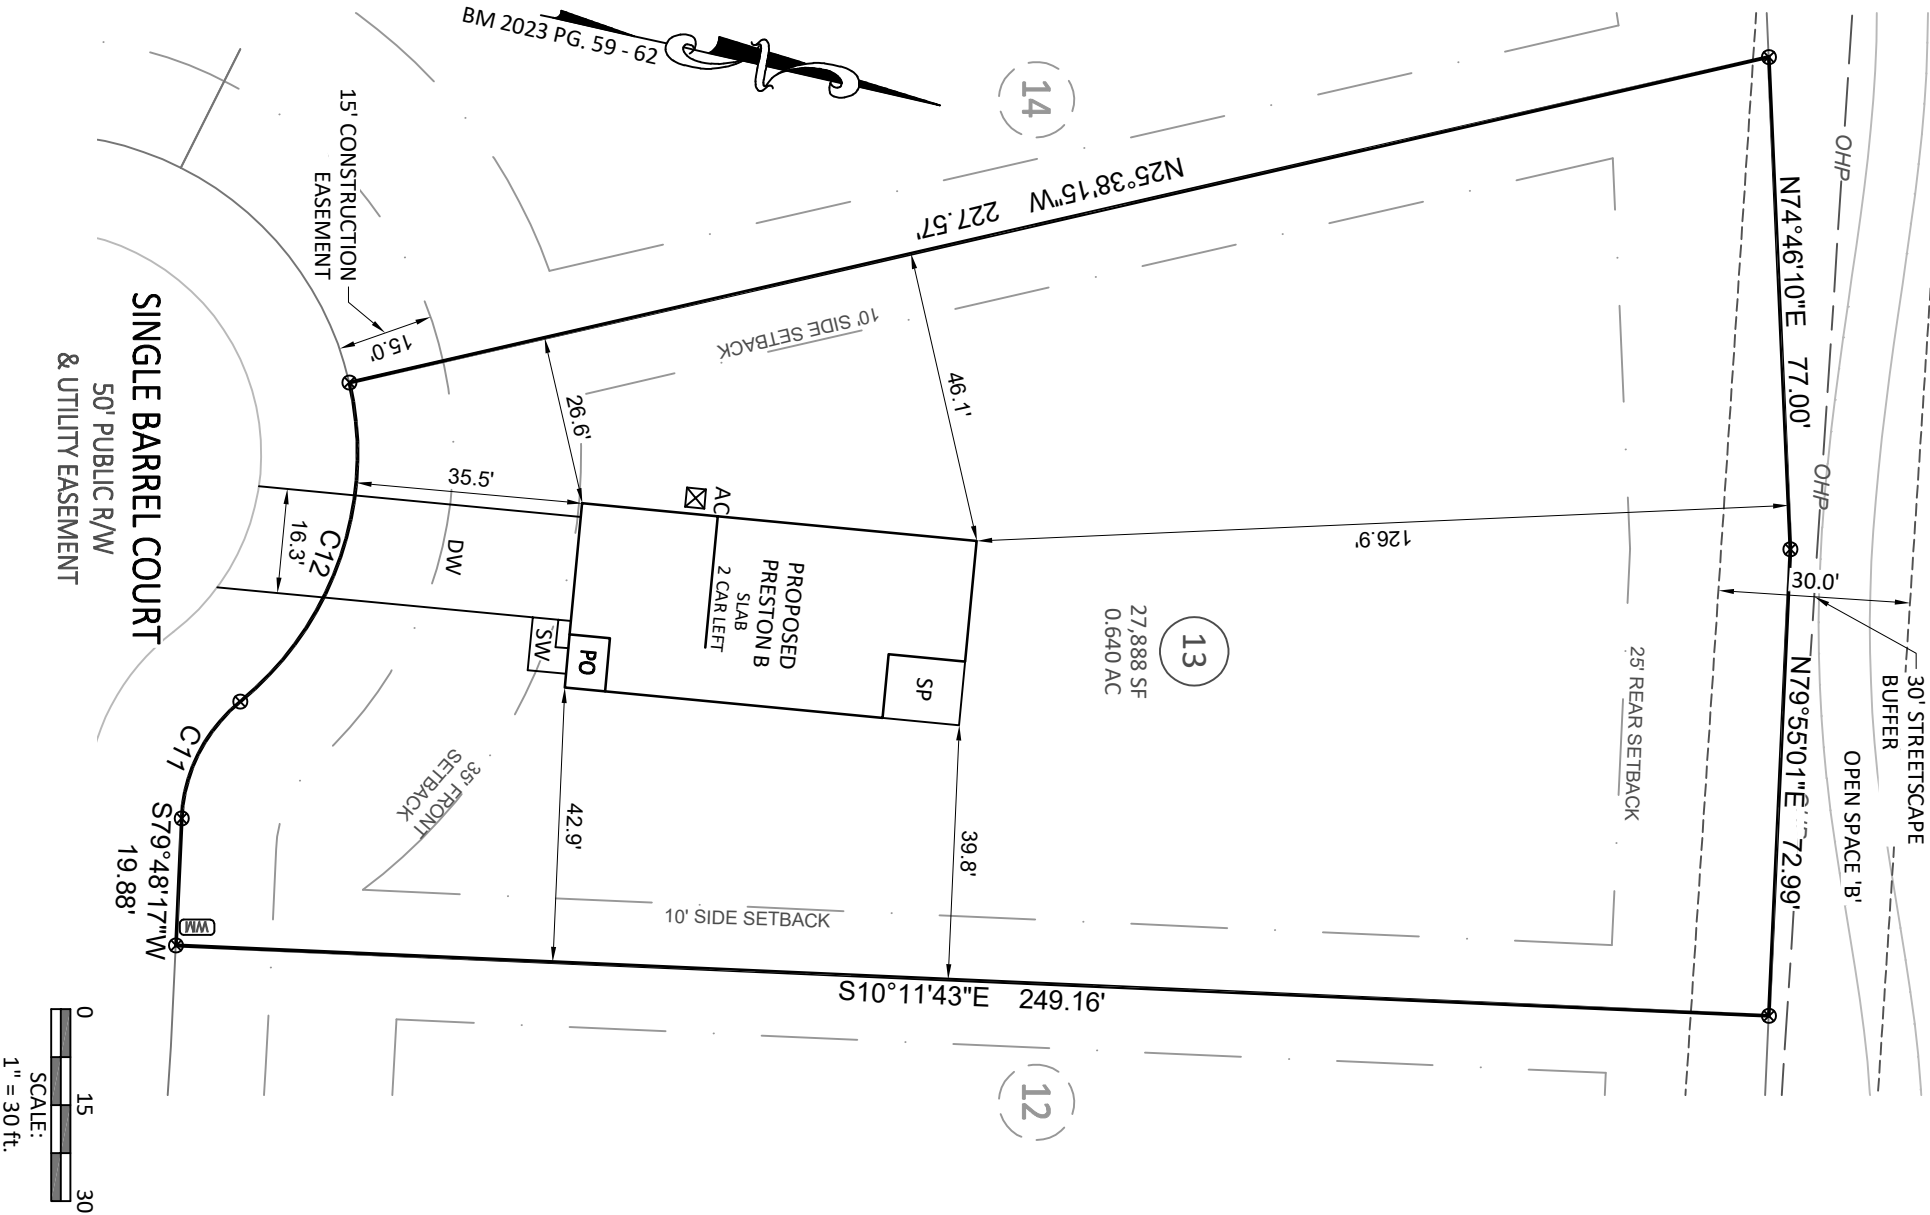 BM 2023 PG. 59 - 62
14
N25°38'15"W 227.57'
N74°46'10"E 77.00'
OHP
OHP
30.0'
30' STREETSCAPE
BUFFER
OPEN SPACE 'B'
N79°55'01"E 72.99'
25' REAR SETBACK
15' CONSTRUCTION
EASEMENT
15.0'
10' SIDE SETBACK
26.6'
46.1'
126.9'
35.5'
AC
PROPOSED
PRESTON B
SLAB
2 CAR LEFT
DW
SW
PO
SP
13
27,888 SF
0.640 AC
C12
16.3'
SINGLE BARREL COURT
50' PUBLIC R/W
& UTILITY EASEMENT
C11
35' FRONT
SETBACK
42.9'
39.8'
10' SIDE SETBACK
S79°48'17"W
19.88'
WM
S10°11'43"E 249.16'
12
0 15 30
SCALE:
1" = 30 ft.